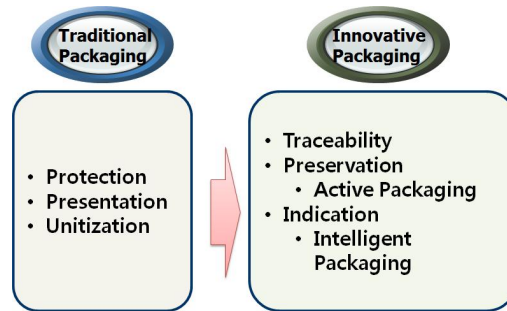 Traditional
Packaging
Innovative
Packaging
• Protection
• Presentation
• Unitization
• Traceability
• Preservation
• Active Packaging
• Indication
• Intelligent
Packaging